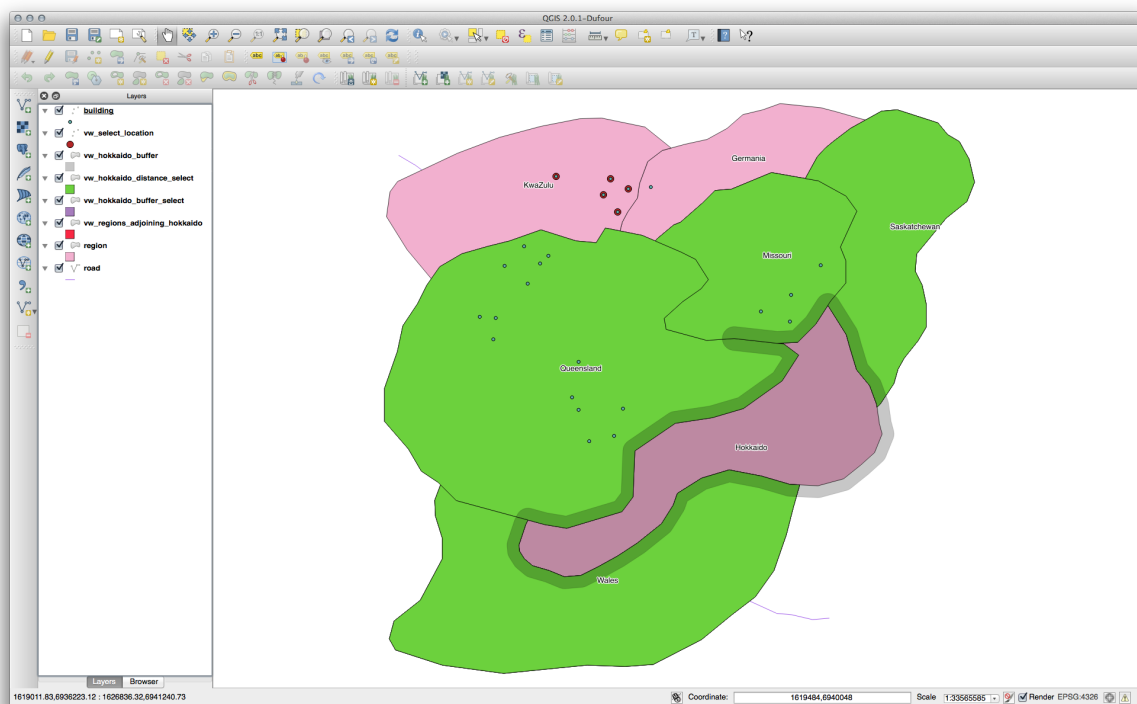 QGIS 2.0.1-Dufour
Layers
building
vw_select_location
vw_hokkaido_buffer
vw_hokkaido_distance_select
vw_hokkaido_buffer_select
vw_regions_adjoining_hokkaido
region
road
KwaZulu
Germania
Saskatchewan
Missouri
Queensland
Hokkaido
Wales
Layers
Browser
1619011.83,6936223.12 : 1626836.32,6941240.73
Coordinate:
1619484,6940048
Scale
1:33565585
Render
EPSG:4326